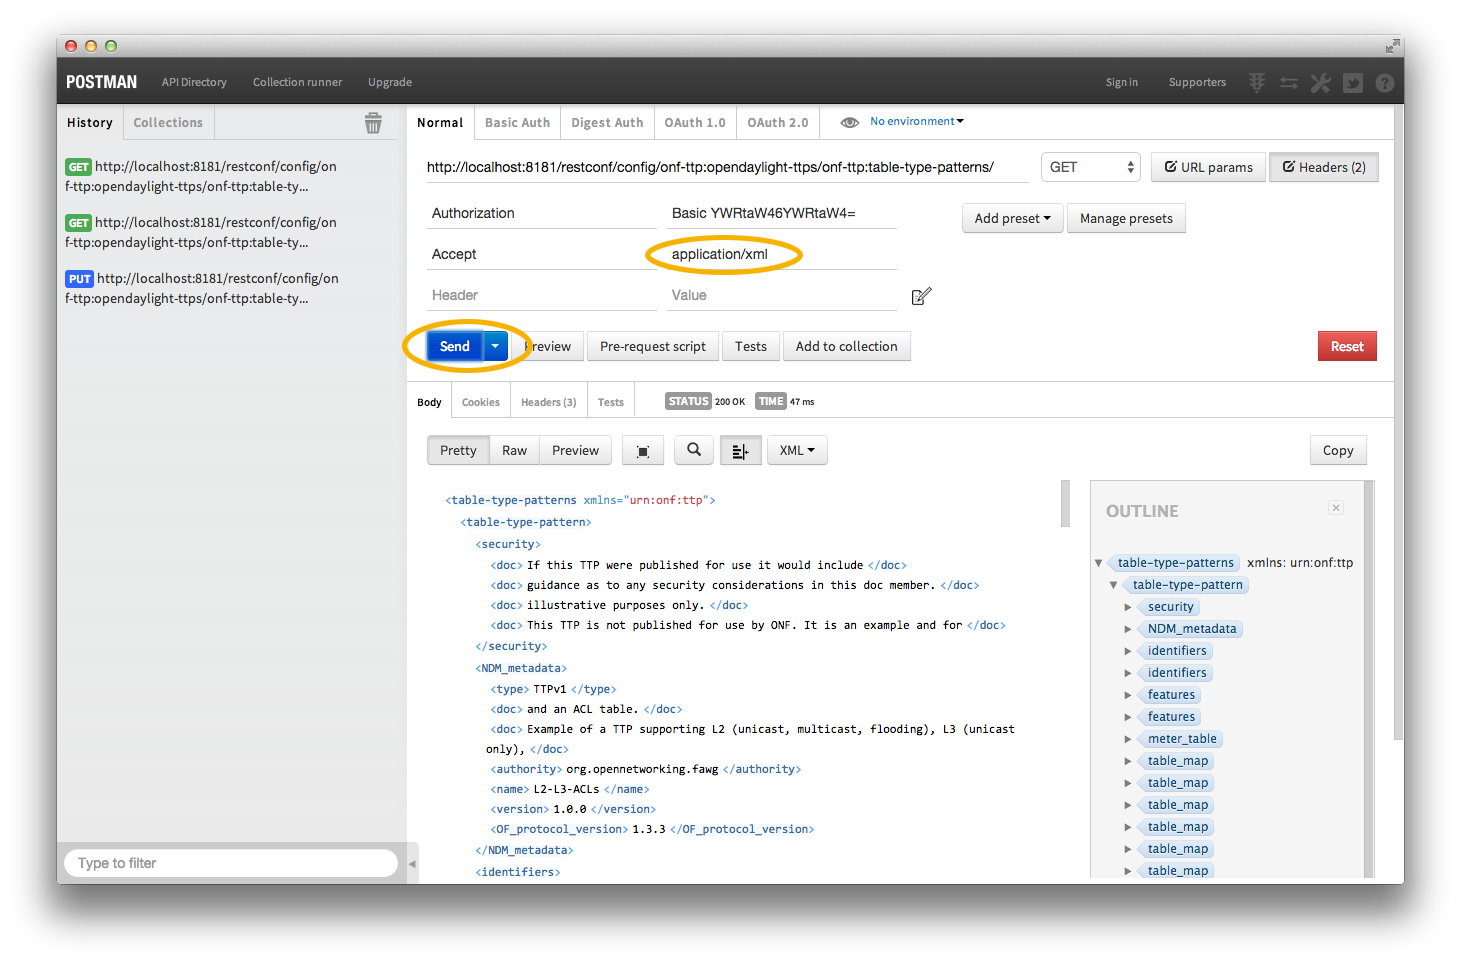 POSTMAN API Directory Collection runner Upgrade Sign in Supporters
History Collections
GET http://localhost:8181/restconf/config/on
f-ttp:opendaylight-ttps/onf-ttp:table-ty...
GET http://localhost:8181/restconf/config/on
f-ttp:opendaylight-ttps/onf-ttp:table-ty...
PUT http://localhost:8181/restconf/config/on
f-ttp:opendaylight-ttps/onf-ttp:table-ty...
Type to filter
Normal Basic Auth Digest Auth OAuth 1.0 OAuth 2.0 No environment
http://localhost:8181/restconf/config/onf-ttp:opendaylight-ttps/onf-ttp:table-type-patterns/ GET URL params Headers (2)
Authorization Basic YWRtaW46YWRtaW4= Add preset Manage presets
Accept application/xml
Header Value
Send Preview Pre-request script Tests Add to collection Reset
Body Cookies Headers (3) Tests STATUS 200 OK TIME 47 ms
Pretty Raw Preview XML Copy
<table-type-patterns xmlns="urn:onf:ttp">
<table-type-pattern>
<security>
<doc> If this TTP were published for use it would include </doc>
<doc> guidance as to any security considerations in this doc member. </doc>
<doc> illustrative purposes only. </doc>
<doc> This TTP is not published for use by ONF. It is an example and for </doc>
</security>
<NDM_metadata>
<type> TTPv1 </type>
<doc> and an ACL table. </doc>
<doc> Example of a TTP supporting L2 (unicast, multicast, flooding), L3 (unicast
only), </doc>
<authority> org.opennetworking.fawg </authority>
<name> L2-L3-ACLs </name>
<version> 1.0.0 </version>
<OF_protocol_version> 1.3.3 </OF_protocol_version>
</NDM_metadata>
<identifiers>
OUTLINE
table-type-patterns xmlns: urn:onf:ttp
table-type-pattern
security
NDM_metadata
identifiers
identifiers
features
features
meter_table
table_map
table_map
table_map
table_map
table_map
table_map